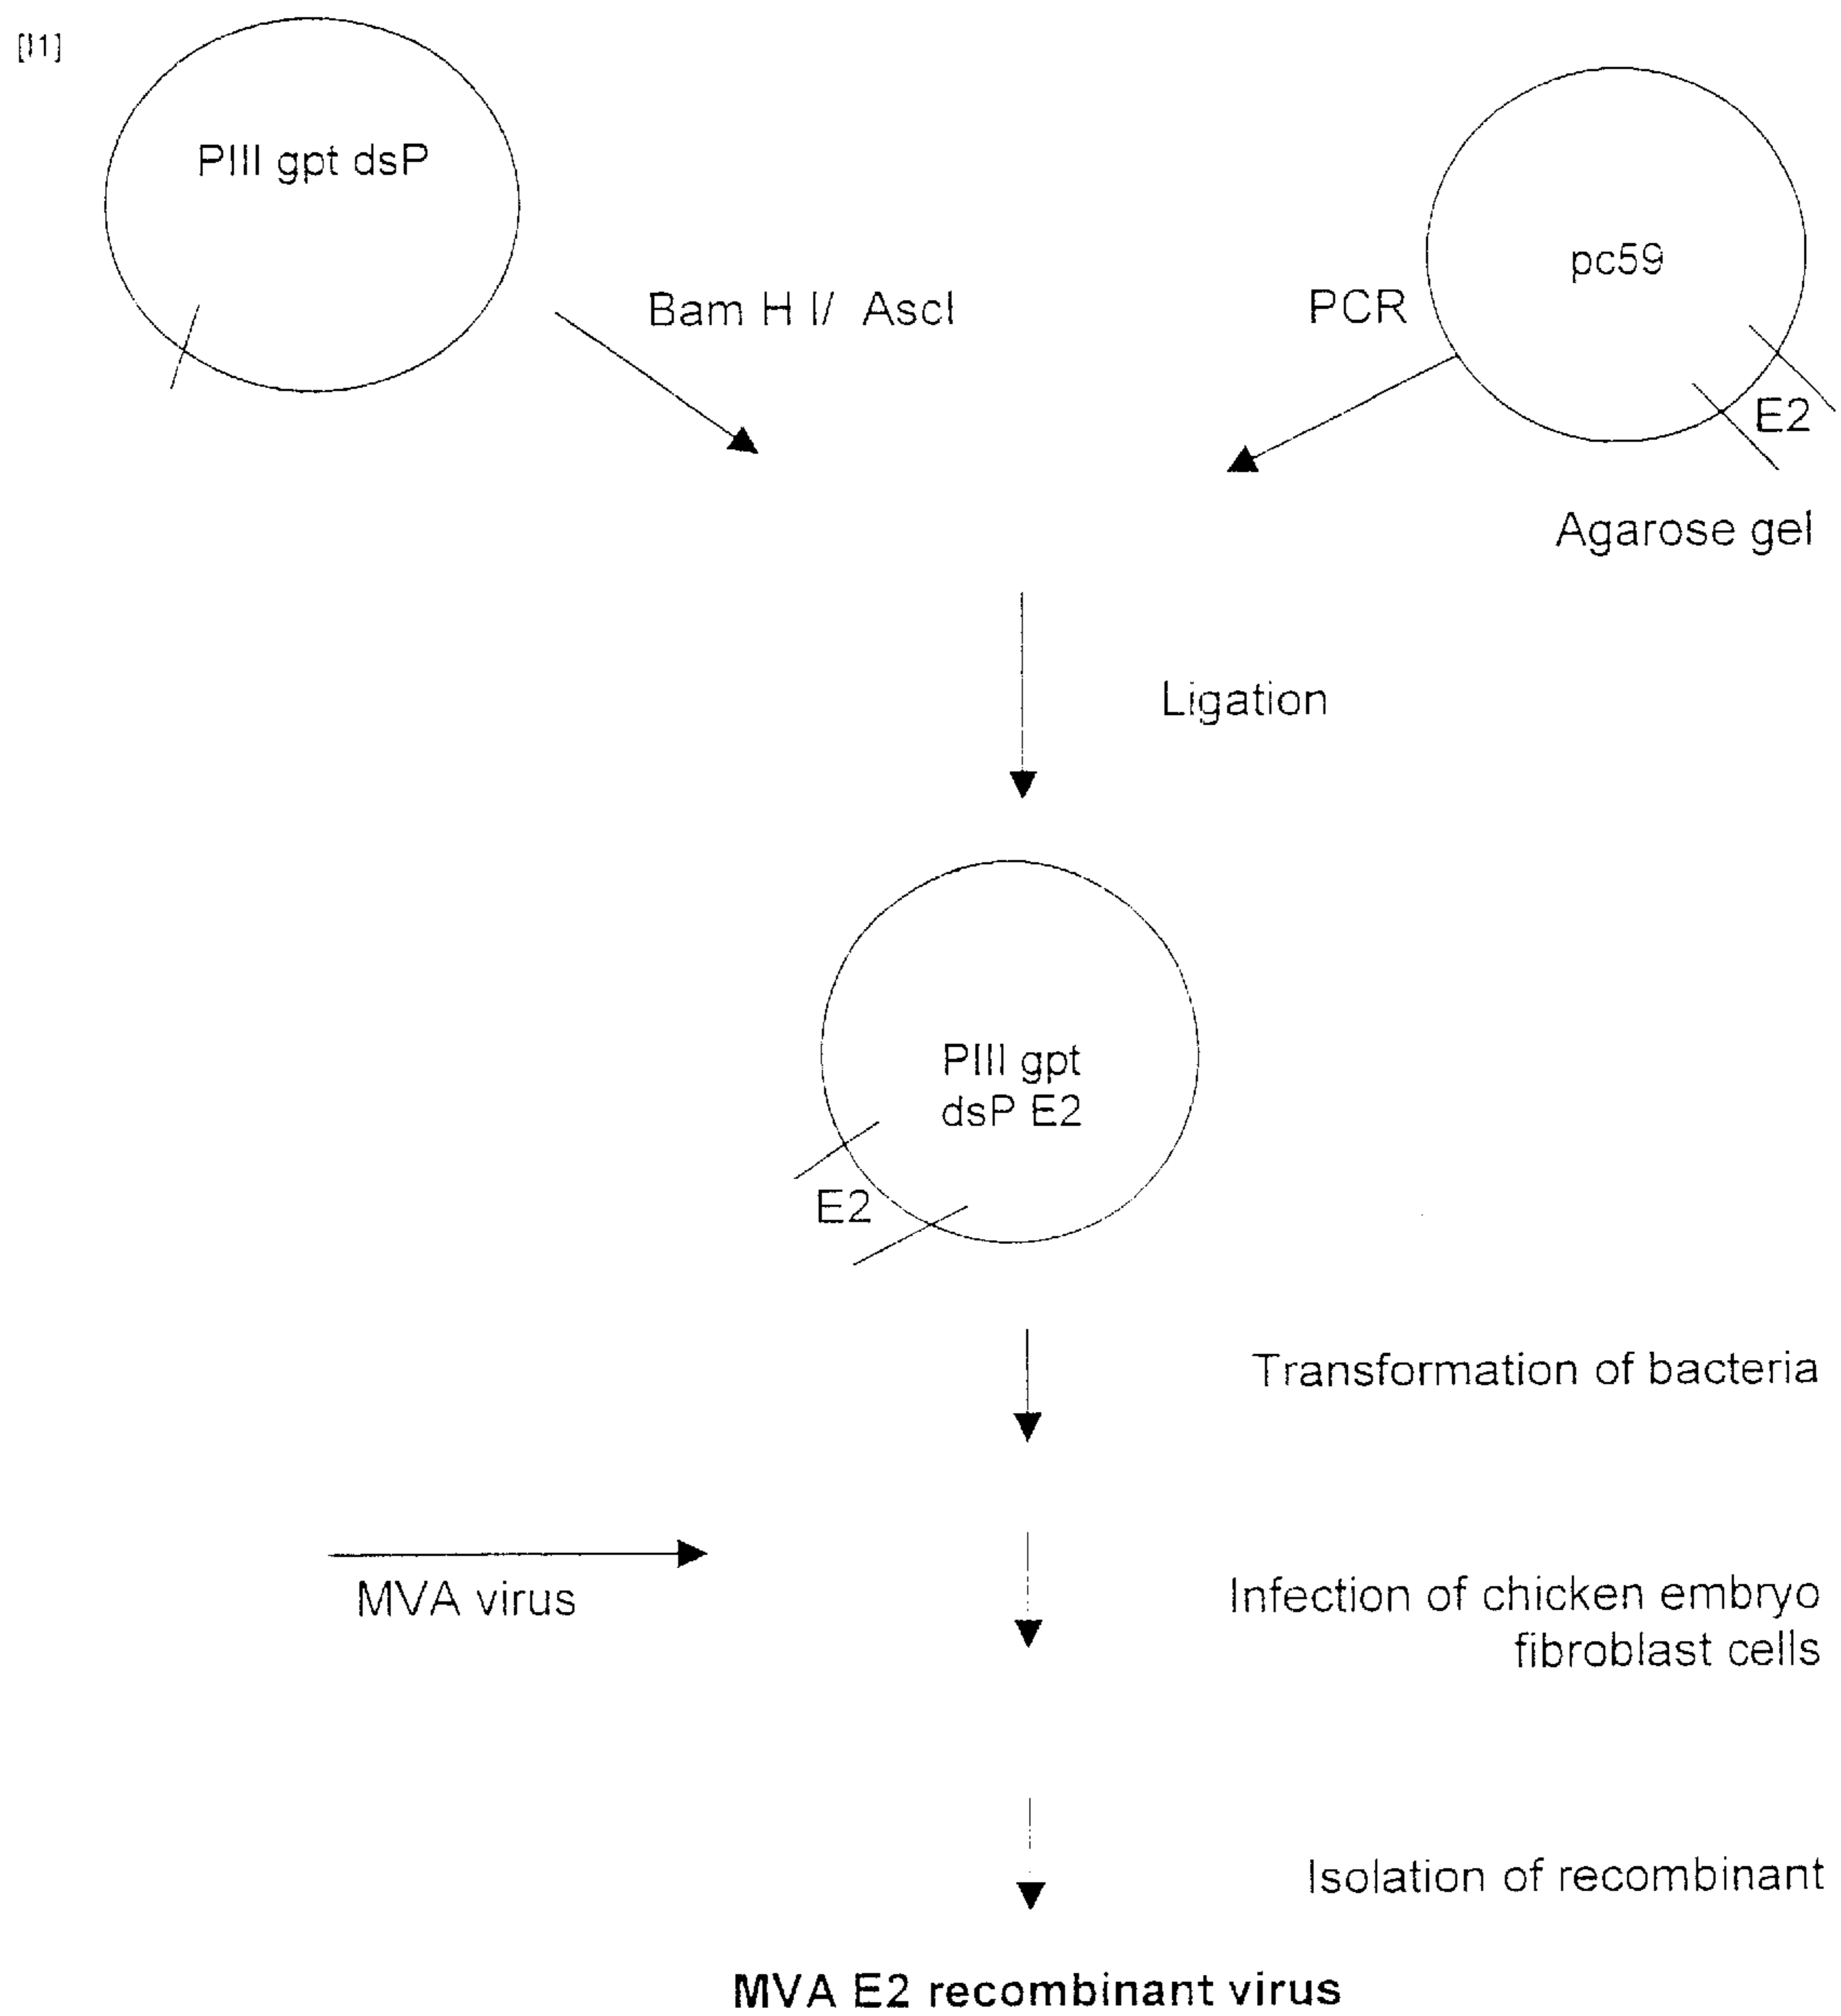 [I1]
PIII gpt dsP
pc59
Bam H I/ AscI
PCR
E2
Agarose gel
Ligation
PIII gpt
dsP E2
E2
Transformation of bacteria
MVA virus
Infection of chicken embryo
fibroblast cells
Isolation of recombinant
MVA E2 recombinant virus